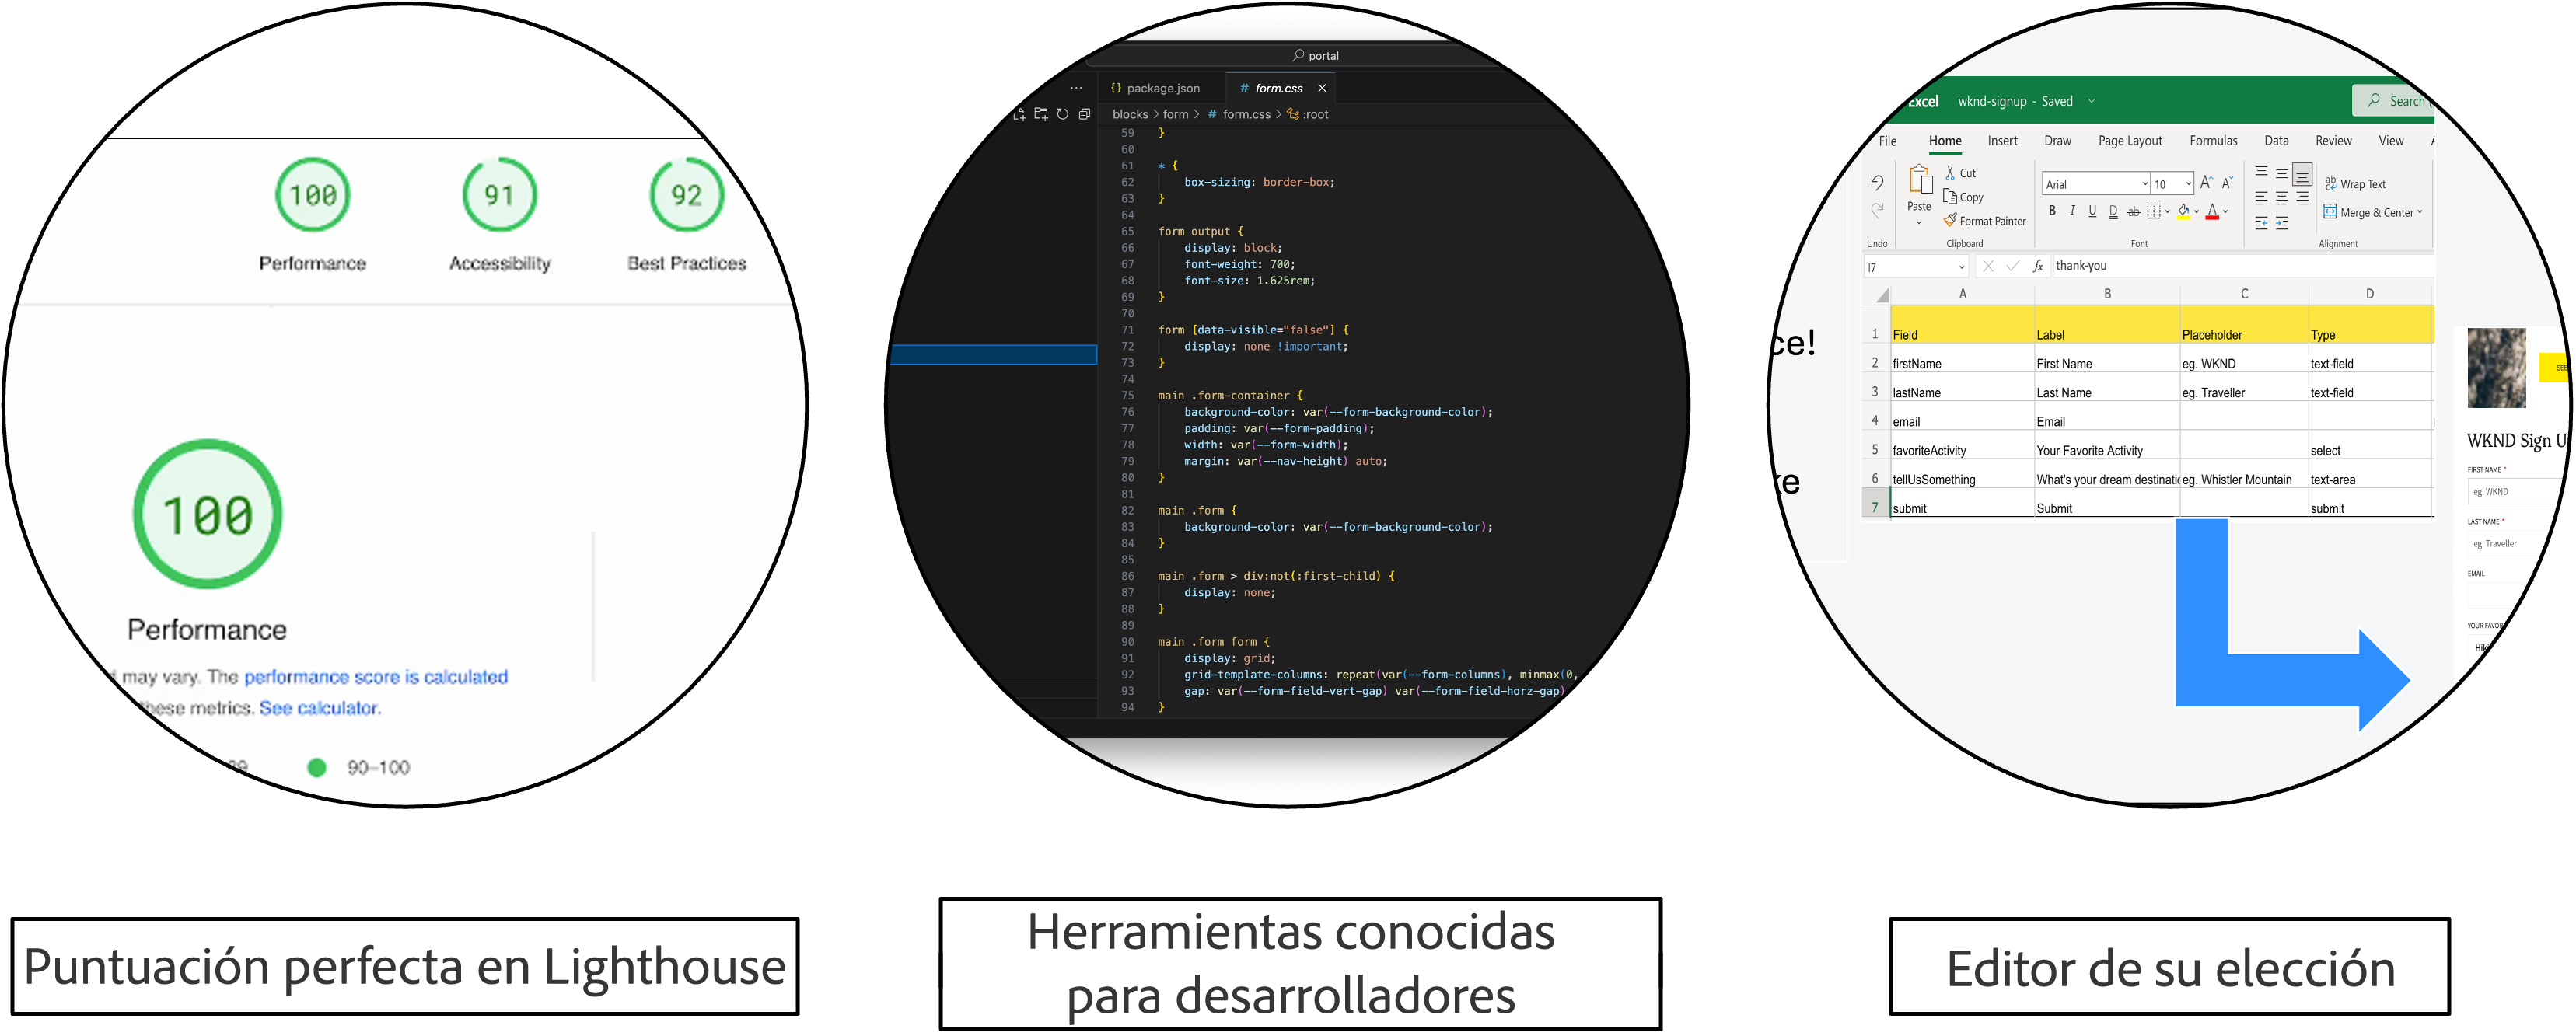 100
91
92
Performance
Accessibility
Best Practices
100
Performance
may vary. The performance score is calculated
these metrics. See calculator.
90–100
portal
{} package.json
# form.css ×
blocks > form > # form.css > :root
59 }
60
61 * {
62 box-sizing: border-box;
63 }
64
65 form output {
66 display: block;
67 font-weight: 700;
68 font-size: 1.625rem;
69 }
70
71 form [data-visible="false"] {
72 display: none !important;
73 }
74
75 main .form-container {
76 background-color: var(--form-background-color);
77 padding: var(--form-padding);
78 width: var(--form-width);
79 margin: var(--nav-height) auto;
80 }
81
82 main .form {
83 background-color: var(--form-background-color);
84 }
85
86 main .form > div:not(:first-child) {
87 display: none;
88 }
89
90 main .form form {
91 display: grid;
92 grid-template-columns: repeat(var(--form-columns), minmax(0,
93 gap: var(--form-field-vert-gap) var(--form-field-horz-gap)
94 }
Excel wknd-signup - Saved Search
File Home Insert Draw Page Layout Formulas Data Review View
Paste
Cut
Copy
Format Painter
Arial 10
B I U D ab
Wrap Text
Merge & Center
Undo Clipboard Font Alignment
I7 fx thank-you
A B C D
1 Field Label Placeholder Type
2 firstName First Name eg. WKND text-field
3 lastName Last Name eg. Traveller text-field
4 email Email
5 favoriteActivity Your Favorite Activity select
6 tellUsSomething What's your dream destinatic eg. Whistler Mountain text-area
7 submit Submit submit
ce!
SEE
WKND Sign U
FIRST NAME *
eg. WKND
LAST NAME *
eg. Traveller
EMAIL
YOUR FAVOR
Puntuación perfecta en Lighthouse
Herramientas conocidas
para desarrolladores
Editor de su elección